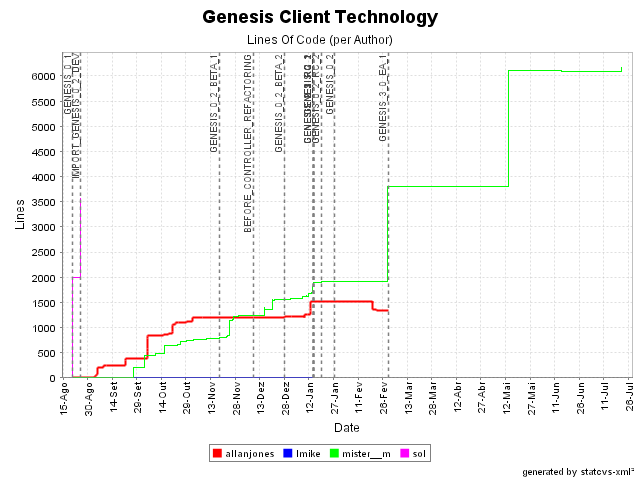 Genesis Client Technology
Lines Of Code (per Author)
GENESIS_0_1
IMPORT_GENESIS_0_2_DEV
GENESIS_0_2_BETA_1
BEFORE_CONTROLLER_REFACTORING
GENESIS_0_2_BETA_2
GENESIS_0_2_RC_2
GENESIS_0_2
GENESIS_3_0_EA_1
Lines
6000
5500
5000
4500
4000
3500
3000
2500
2000
1500
1000
500
0
15-Ago
30-Ago
14-Set
29-Set
14-Out
29-Out
13-Nov
28-Nov
13-Dez
28-Dez
12-Jan
27-Jan
11-Fev
26-Fev
13-Mar
28-Mar
12-Abr
27-Abr
12-Mai
27-Mai
11-Jun
26-Jun
11-Jul
26-Jul
Date
allanjones lmike mister__m sol
generated by statcvs-xml²